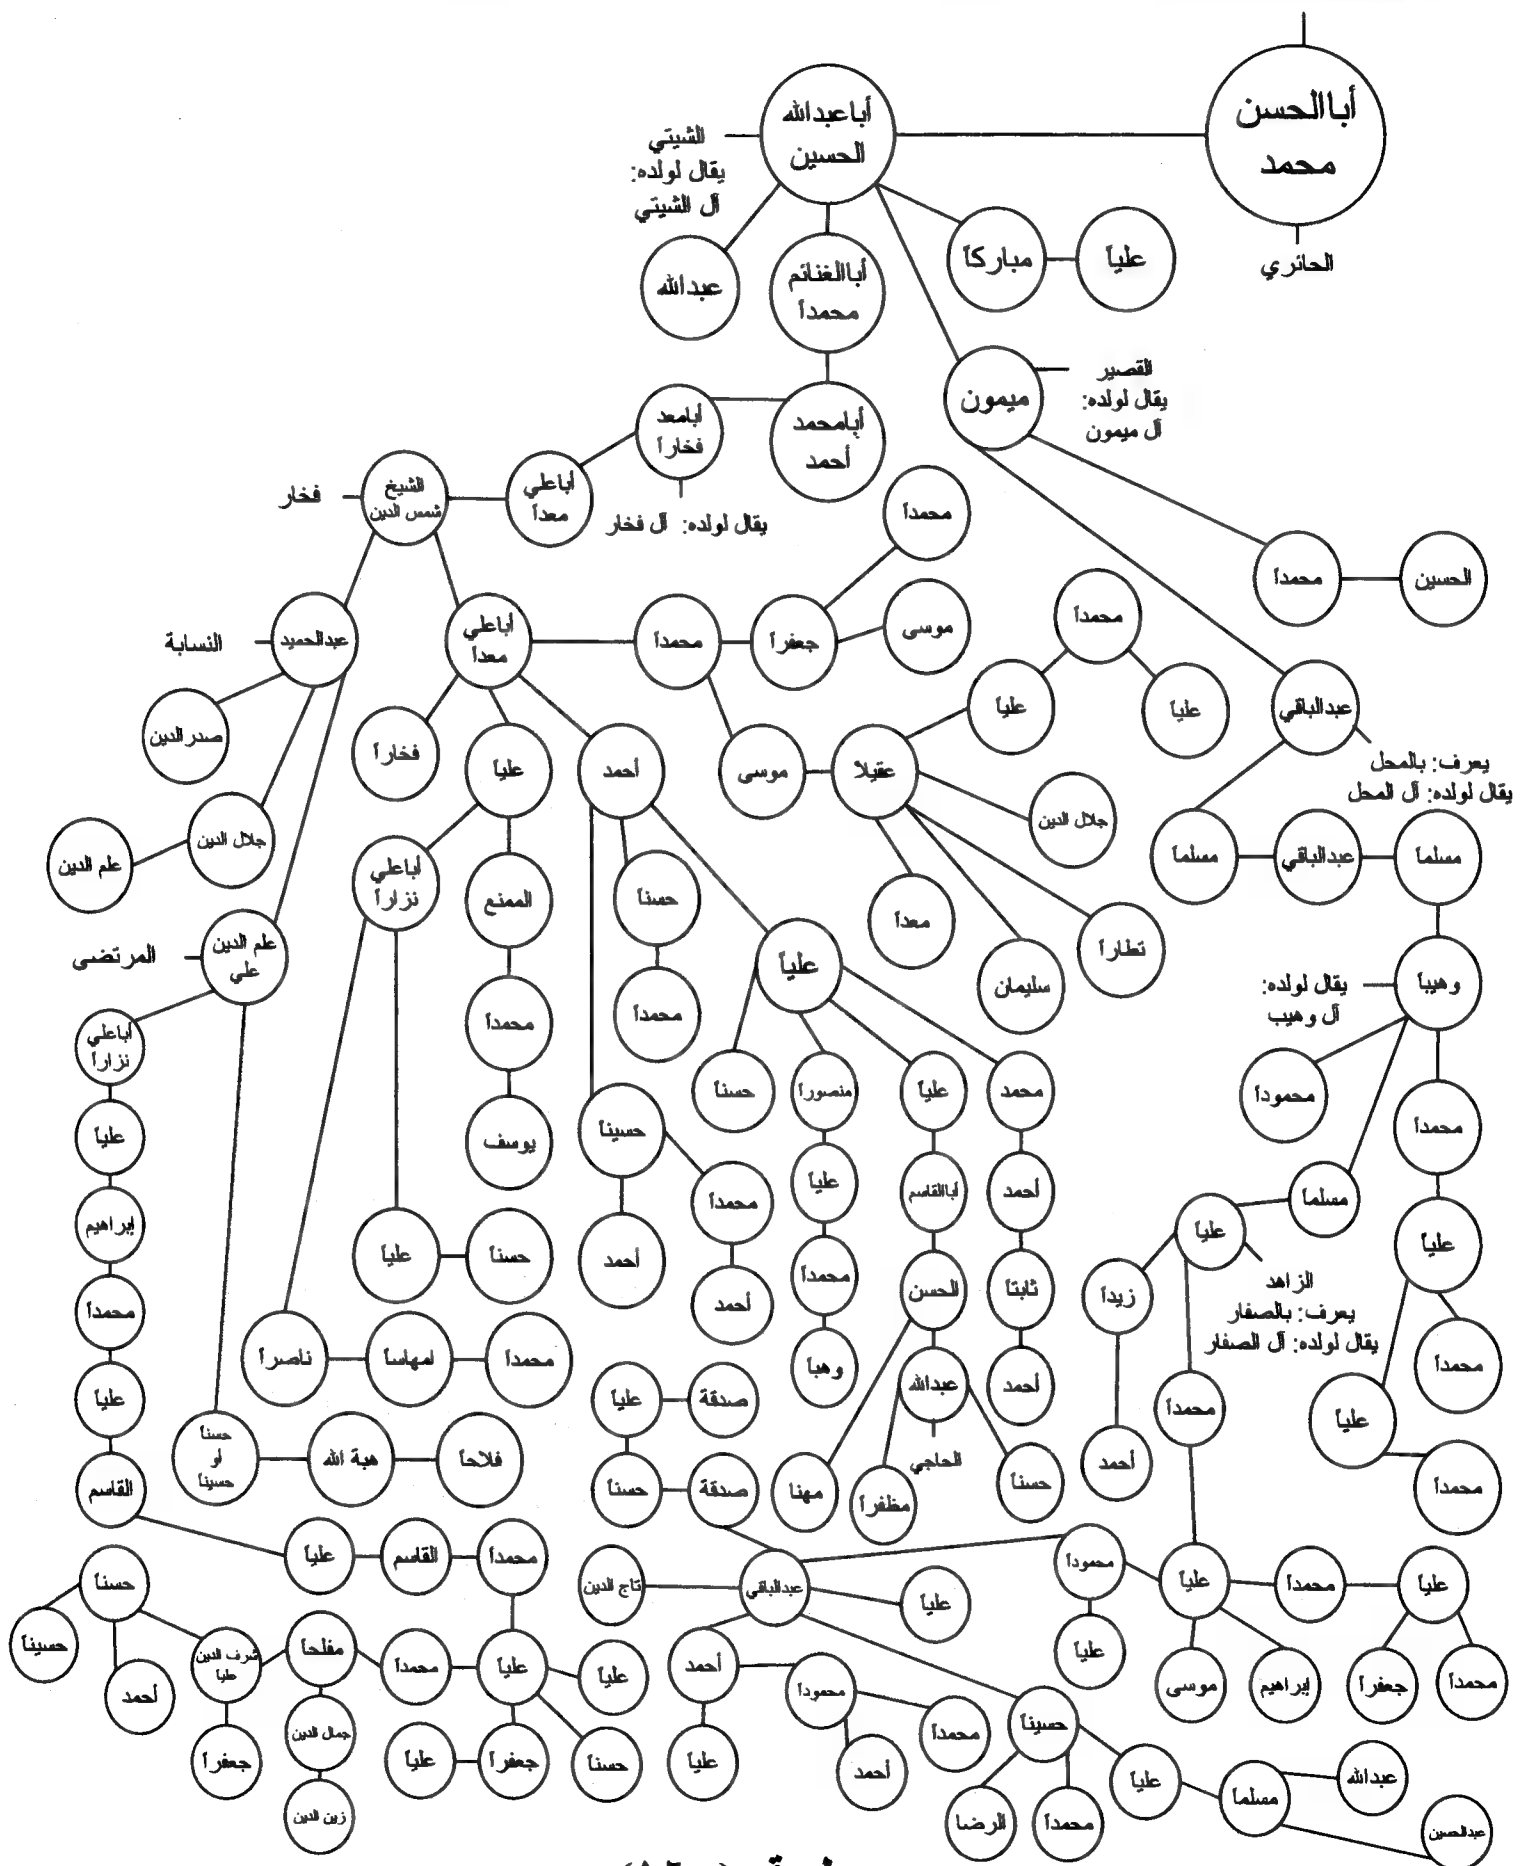 أباالحسن
محمد
الحائري
أباعبدالله
الحسين
الشيتي
يقال لولده:
آل الشيتي
علياً
مباركاً
أباالغنائم
محمداً
عبدالله
ميمون
القصير
يقال لولده:
آل ميمون
أبامحمد
أحمد
أبامعد
فخاراً
يقال لولده: آل فخار
أباعلي
معداً
الشيخ
شمس الدين
فخار
محمداً
الحسين
محمداً
محمداً
موسى
جعفراً
محمداً
أباعلي
معداً
عبدالحميد
النسابة
عبدالباقي
يعرف: بالمحل
يقال لولده: آل المحل
علياً
علياً
صدر الدين
فخاراً
علياً
أحمد
موسى
عقيلاً
جلال الدين
جلال الدين
علم الدين
مسلماً
عبدالباقي
مسلماً
أباعلي
نزاراً
الممنع
حسناً
معداً
سليمان
تطاراً
علياً
علم الدين
علي
المرتضى
وهيباً
يقال لولده:
آل وهيب
محمداً
محمداً
أباعلي
نزاراً
محموداً
محمداً
محمد
علياً
منصوراً
حسناً
حسيناً
يوسف
علياً
مسلماً
علياً
الزاهد
يعرف: بالصفار
يقال لولده: آل الصفار
أحمد
أباالقاسم
علياً
محمداً
أحمد
إبراهيم
علياً
حسناً
علياً
زيداً
ثابتاً
الحسن
محمداً
أحمد
محمداً
محمداً
امهاساً
ناصراً
محمداً
علياً
محمداً
أحمد
عبدالله
الحاجي
وهباً
صدقة
علياً
علياً
محمداً
أحمد
حسناً
مظفراً
مهنا
صدقة
حسناً
فلاحاً
هبة الله
حسناً
أو
حسيناً
القاسم
علياً
محمداً
علياً
محموداً
علياً
عبدالباقي
تاج الدين
محمداً
القاسم
علياً
حسناً
محمداً
جعفراً
إبراهيم
موسى
علياً
أحمد
علياً
علياً
محمداً
مفلحاً
شرف الدين
علياً
أحمد
حسيناً
محموداً
محمداً
أحمد
علياً
حسناً
جعفراً
علياً
جمال الدين
جعفراً
زين الدين
حسيناً
الرضا
محمداً
علياً
مسلماً
عبدالله
عبدالحسين